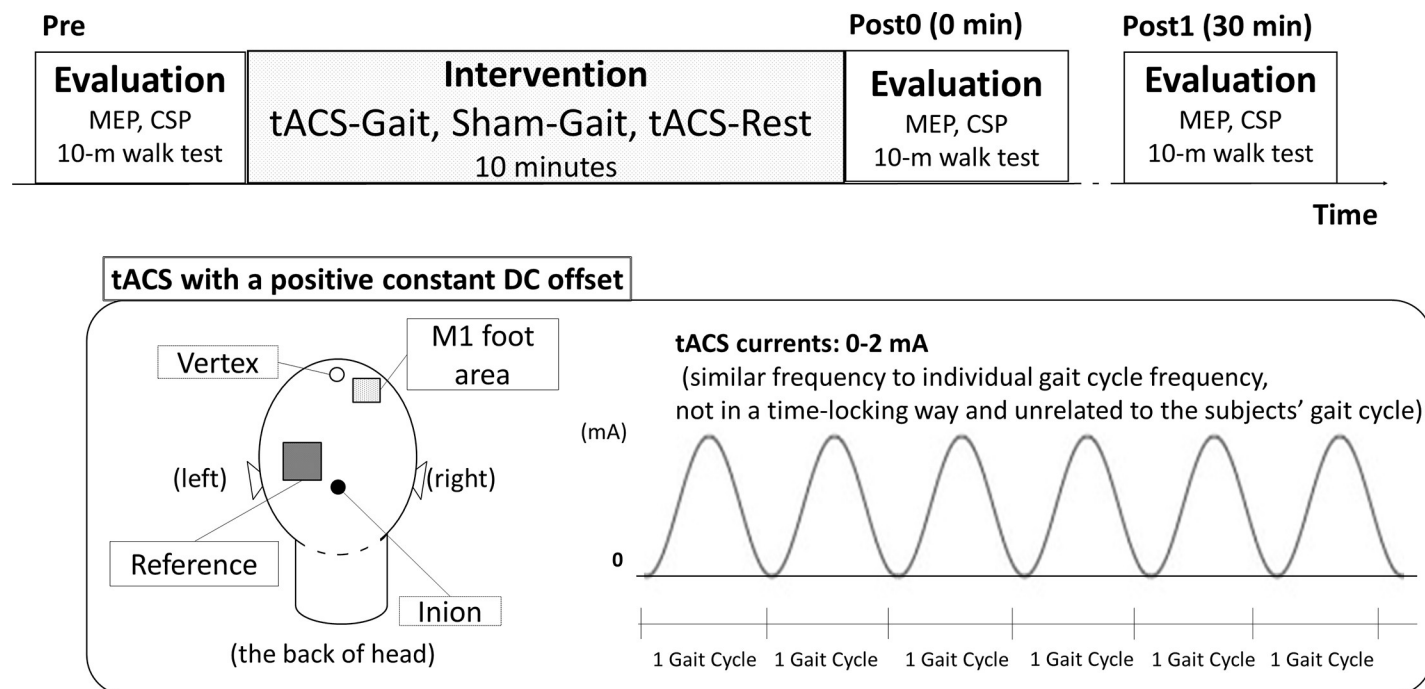 Pre
Post0 (0 min)
Post1 (30 min)
Evaluation
MEP, CSP
10-m walk test
Intervention
tACS-Gait, Sham-Gait, tACS-Rest
10 minutes
Evaluation
MEP, CSP
10-m walk test
Evaluation
MEP, CSP
10-m walk test
Time
tACS with a positive constant DC offset
Vertex
M1 foot
area
(left)
(right)
Reference
Inion
(the back of head)
tACS currents: 0-2 mA
(similar frequency to individual gait cycle frequency,
not in a time-locking way and unrelated to the subjects’ gait cycle)
(mA)
0
1 Gait Cycle
1 Gait Cycle
1 Gait Cycle
1 Gait Cycle
1 Gait Cycle
1 Gait Cycle